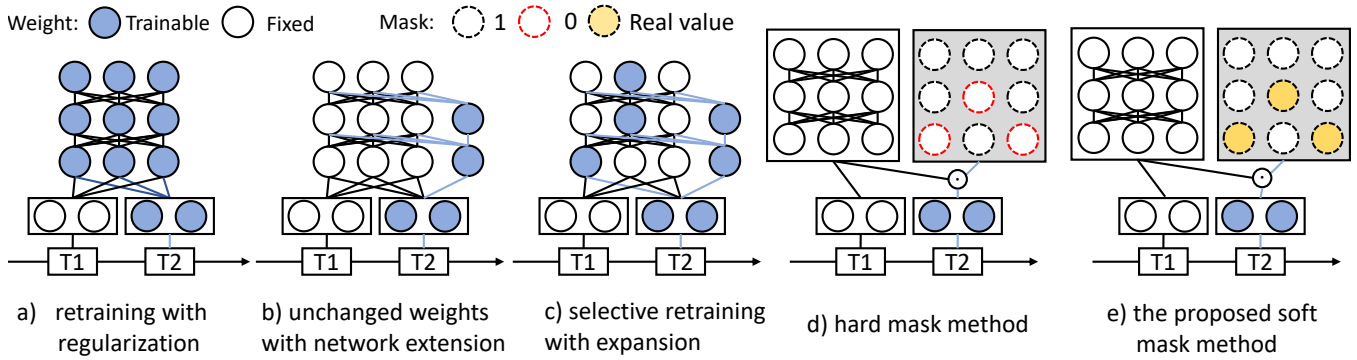 Weight: Trainable Fixed Mask: 1 0 Real value
T1 T2 T1 T2 T1 T2 T1 T2 T1 T2
a) retraining with
regularization
b) unchanged weights
with network extension
c) selective retraining
with expansion
d) hard mask method
e) the proposed soft
mask method